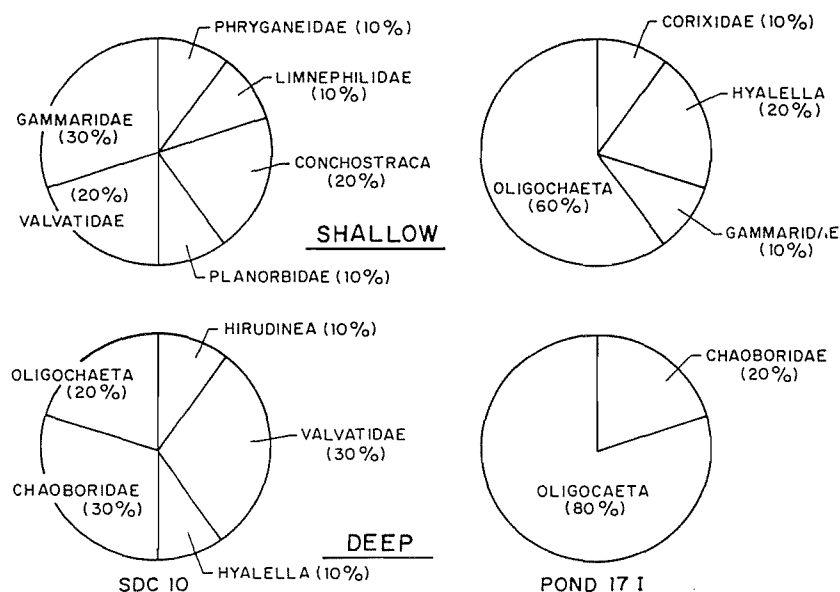 PHRYGANEIDAE (10%)
LIMNEPHILIDAE
(10%)
GAMMARIDAE
(30%)
CONCHOSTRACA
(20%)
(20%)
VALVATIDAE
PLANORBIDAE (10%)
SHALLOW
CORIXIDAE (10%)
HYALELLA
(20%)
OLIGOCHAETA
(60%)
GAMMARIDAE
(10%)
HIRUDINEA (10%)
OLIGOCHAETA
(20%)
VALVATIDAE
(30%)
CHAOBORIDAE
(30%)
HYALELLA (10%)
DEEP
CHAOBORIDAE
(20%)
OLIGOCAETA
(80%)
SDC 10
POND 17 I